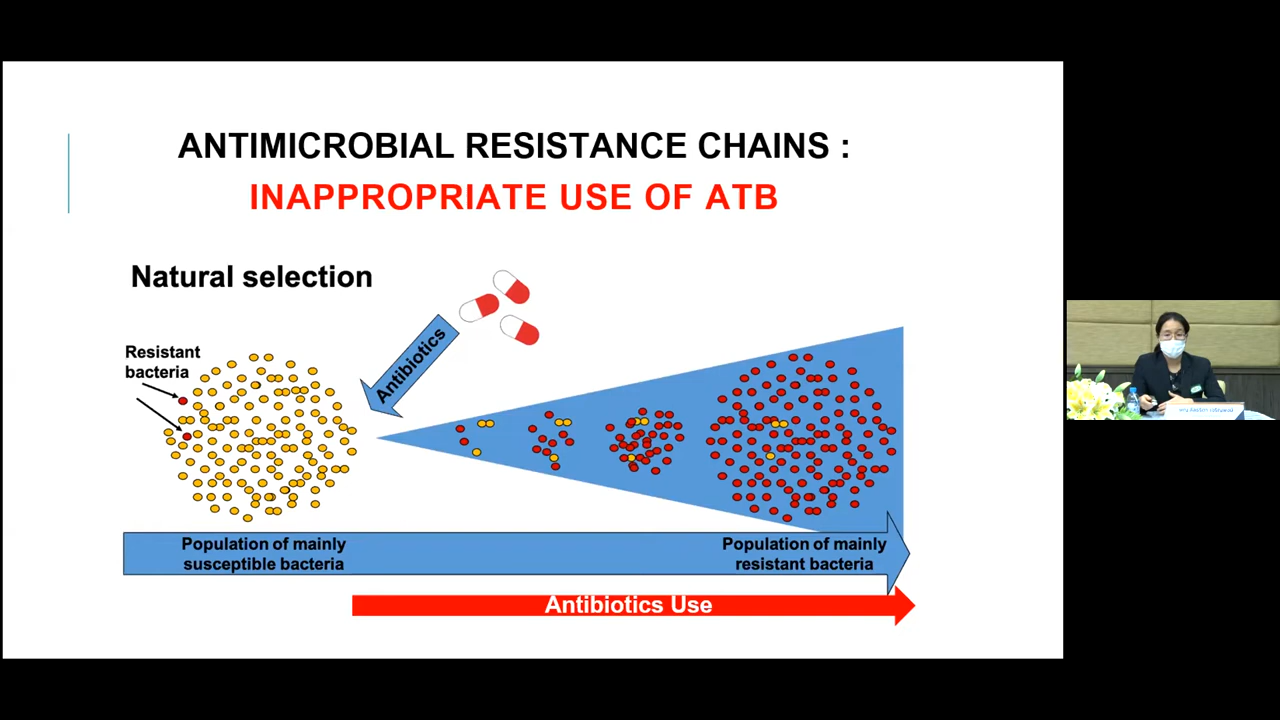 ANTIMICROBIAL RESISTANCE CHAINS :
INAPPROPRIATE USE OF ATB
Natural selection
Resistant
bacteria
Antibiotics
Population of mainly
susceptible bacteria
Population of mainly
resistant bacteria
Antibiotics Use